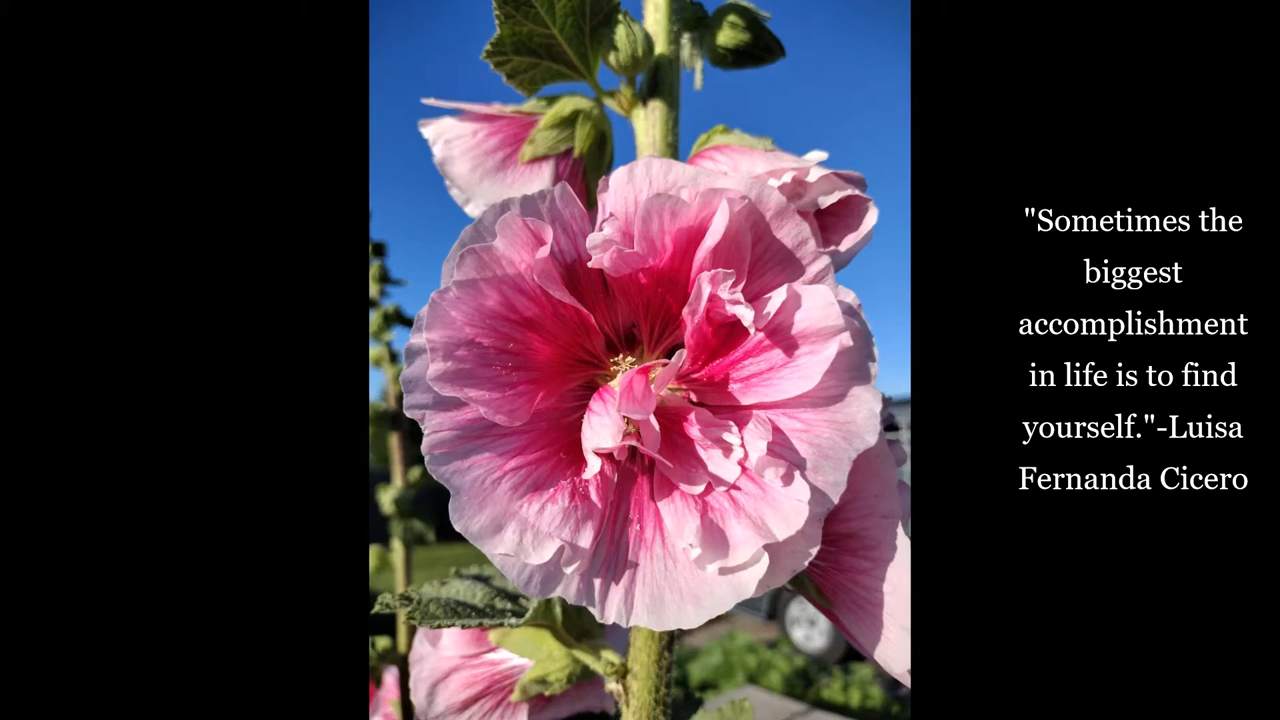 "Sometimes the
biggest
accomplishment
in life is to find
yourself."-Luisa
Fernanda Cicero